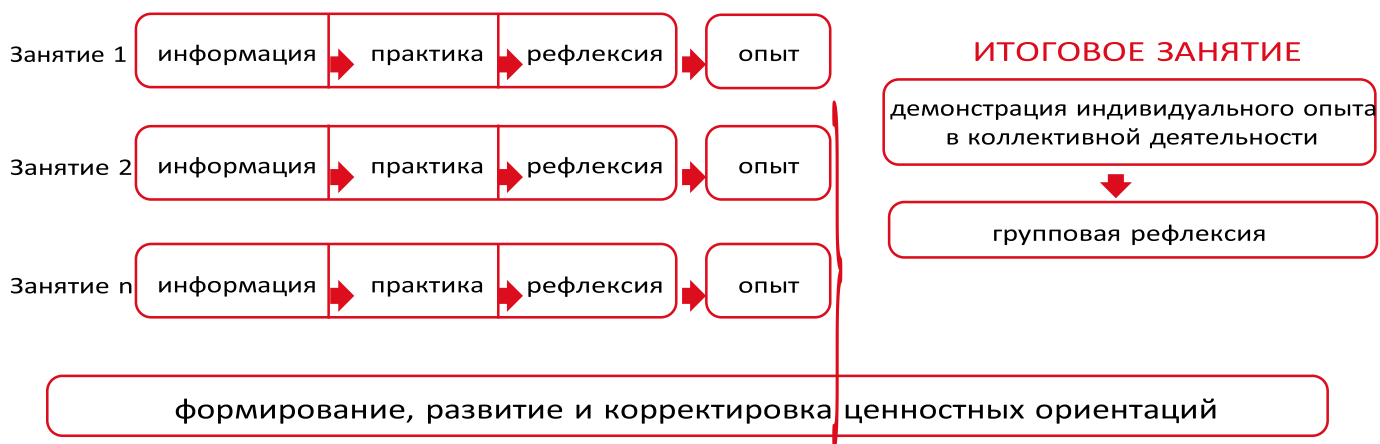 Занятие 1 информация практика рефлексия опыт
Занятие 2 информация практика рефлексия опыт
Занятие n информация практика рефлексия опыт
ИТОГОВОЕ ЗАНЯТИЕ
демонстрация индивидуального опыта
в коллективной деятельности
групповая рефлексия
формирование, развитие и корректировка ценностных ориентаций